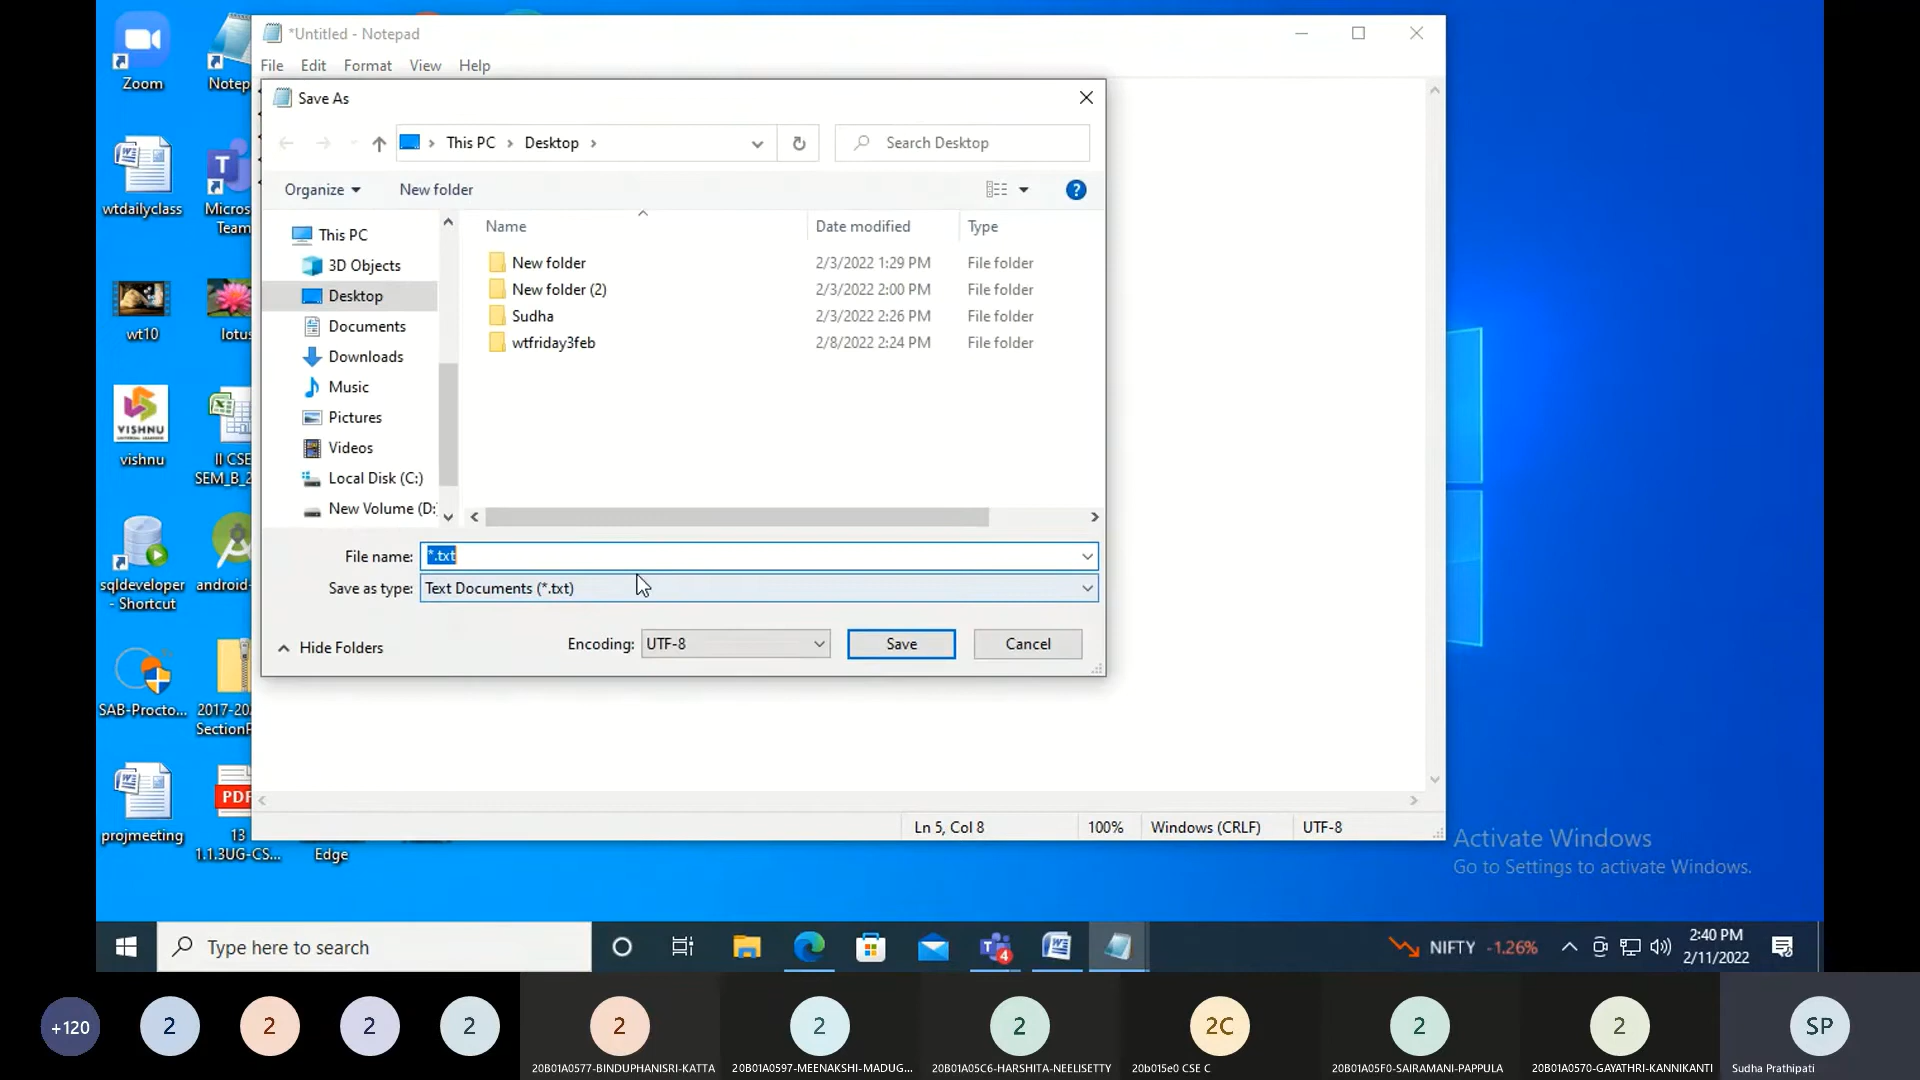 *Untitled - Notepad
File Edit Format View Help
Save As
This PC > Desktop >
Search Desktop
Organize
New folder
This PC
3D Objects
Desktop
Documents
Downloads
Music
Pictures
Videos
Local Disk (C:)
New Volume (D:
Name Date modified Type
New folder 2/3/2022 1:29 PM File folder
New folder (2) 2/3/2022 2:00 PM File folder
Sudha 2/3/2022 2:26 PM File folder
wtfriday3feb 2/8/2022 2:24 PM File folder
File name: *.txt
Save as type: Text Documents (*.txt)
Hide Folders
Encoding: UTF-8
Save
Cancel
Ln 5, Col 8
100%
Windows (CRLF)
UTF-8
Zoom
Notep
wtdailyclass
Micros
Team
wt10
lotus
VISHNU
UNIVERSAL LEARNING
vishnu
II CSE
SEM_B_2
sqldeveloper
- Shortcut
android-
SAB-Procto...
2017-20
SectionP
projmeeting
PDF
13
1.1.3UG-CS...
Edge
Activate Windows
Go to Settings to activate Windows.
Type here to search
4
NIFTY -1.26%
2:40 PM
2/11/2022
+120
2
2
2
2
2
20B01A0577-BINDUPHANISRI-KATTA
2
20B01A0597-MEENAKSHI-MADUG...
2
20B01A05C6-HARSHITA-NEELISETTY
2C
20b015e0 CSE C
2
20B01A05F0-SAIRAMANI-PAPPULA
2
20B01A0570-GAYATHRI-KANNIKANTI
SP
Sudha Prathipati